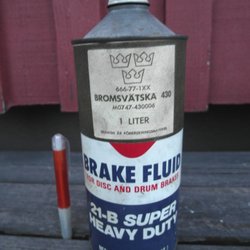 666-77-1XX
BROMSVÄTSKA 430
M0747-430006
1 LITER
BRAKE FLUID
FOR DISC AND DRUM BRAKES
21-B SUPER
HEAVY DUTY